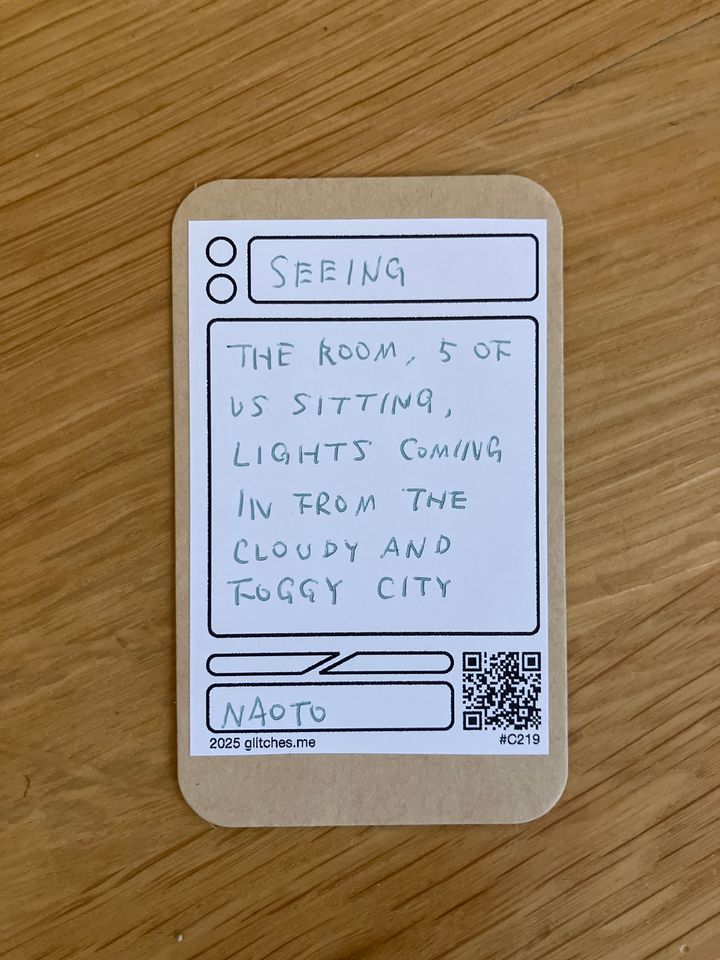 SEEING
THE ROOM, 5 OF
US SITTING,
LIGHTS COMING
IN FROM THE
CLOUDY AND
FOGGY CITY
NAOTO
2025 glitches.me
#C219